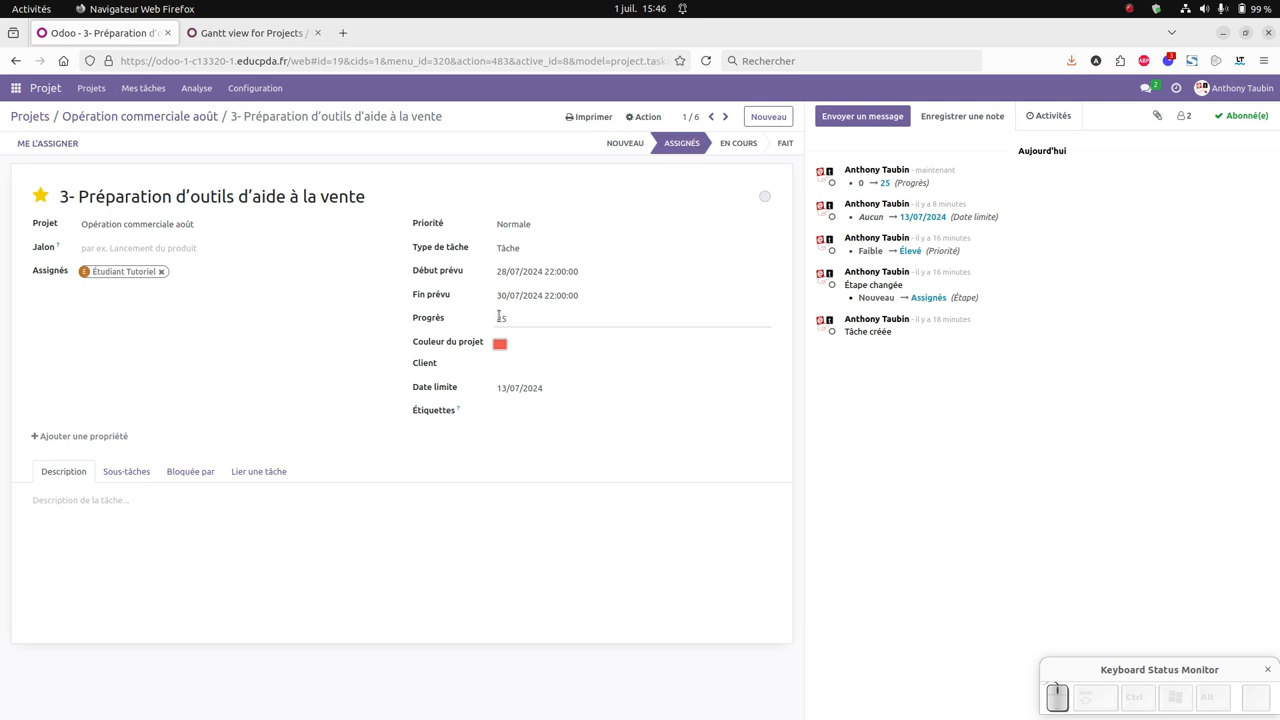 Activités
Navigateur Web Firefox
1 juil. 15:46
99 %
Odoo - 3- Préparation d'o
Gantt view for Projects /
https://odoo-1-c13320-1.educpda.fr/web#id=19&cids=1&menu_id=320&action=483&active_id=8&model=project.task
Rechercher
Projet
Projets
Mes tâches
Analyse
Configuration
7
Anthony Taubin
Projets / Opération commerciale août / 3- Préparation d’outils d’aide à la vente
Imprimer
Action
1 / 6
Nouveau
Envoyer un message
Enregistrer une note
Activités
2
Abonné(e)
ME L'ASSIGNER
NOUVEAU
ASSIGNÉS
EN COURS
FAIT
Aujourd'hui
3- Préparation d’outils d’aide à la vente
Projet
Opération commerciale août
Jalon ?
par ex. Lancement du produit
Assignés
Étudiant Tutoriel
Priorité
Normale
Type de tâche
Tâche
Début prévu
28/07/2024 22:00:00
Fin prévu
30/07/2024 22:00:00
Progrès
25
Couleur du projet
Client
Date limite
13/07/2024
Étiquettes ?
Ajouter une propriété
Description
Sous-tâches
Bloquée par
Lier une tâche
Description de la tâche...
Anthony Taubin - maintenant
0 → 25 (Progrès)
Anthony Taubin - il y a 8 minutes
Aucun → 13/07/2024 (Date limite)
Anthony Taubin - il y a 16 minutes
Faible → Élevé (Priorité)
Anthony Taubin - il y a 16 minutes
Étape changée
Nouveau → Assignés (Étape)
Anthony Taubin - il y a 18 minutes
Tâche créée
Keyboard Status Monitor
Ctrl
Alt